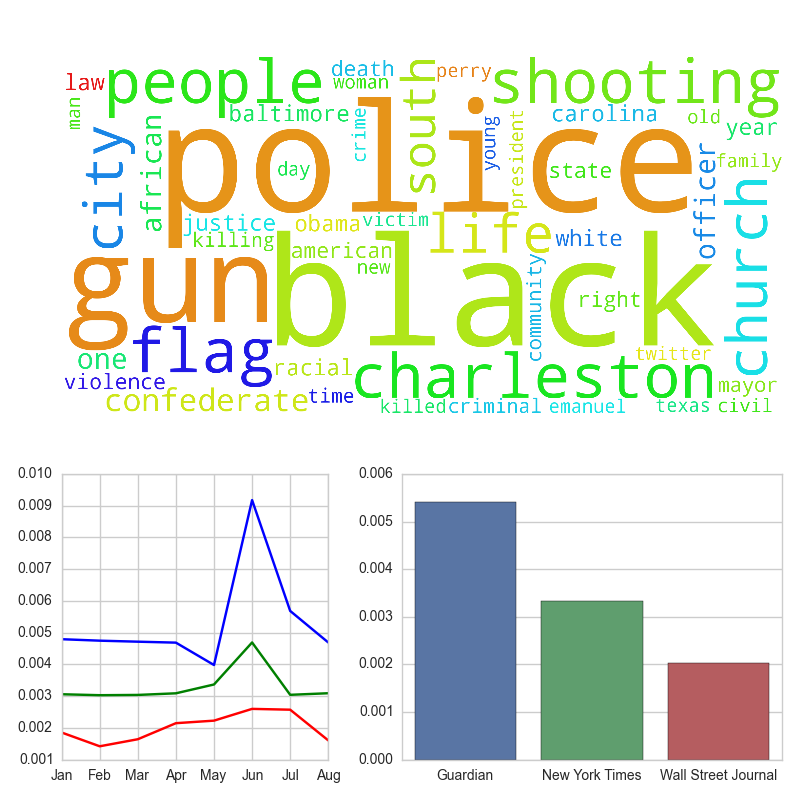 law
people
death
woman
perry
shooting
man
baltimore
crime
south
young
president
carolina
old
year
city
african
day
police
state
officer
family
justice
killing
obama
victim
american
new
life
white
community
right
church
gun
black
flag
one
violence
racial
confederate
time
charleston
killed
criminal
emanuel
twitter
texas
mayor
civil
0.010
0.009
0.008
0.007
0.006
0.005
0.004
0.003
0.002
0.001
Jan Feb Mar Apr May Jun Jul Aug
0.006
0.005
0.004
0.003
0.002
0.001
0.000
Guardian New York Times Wall Street Journal